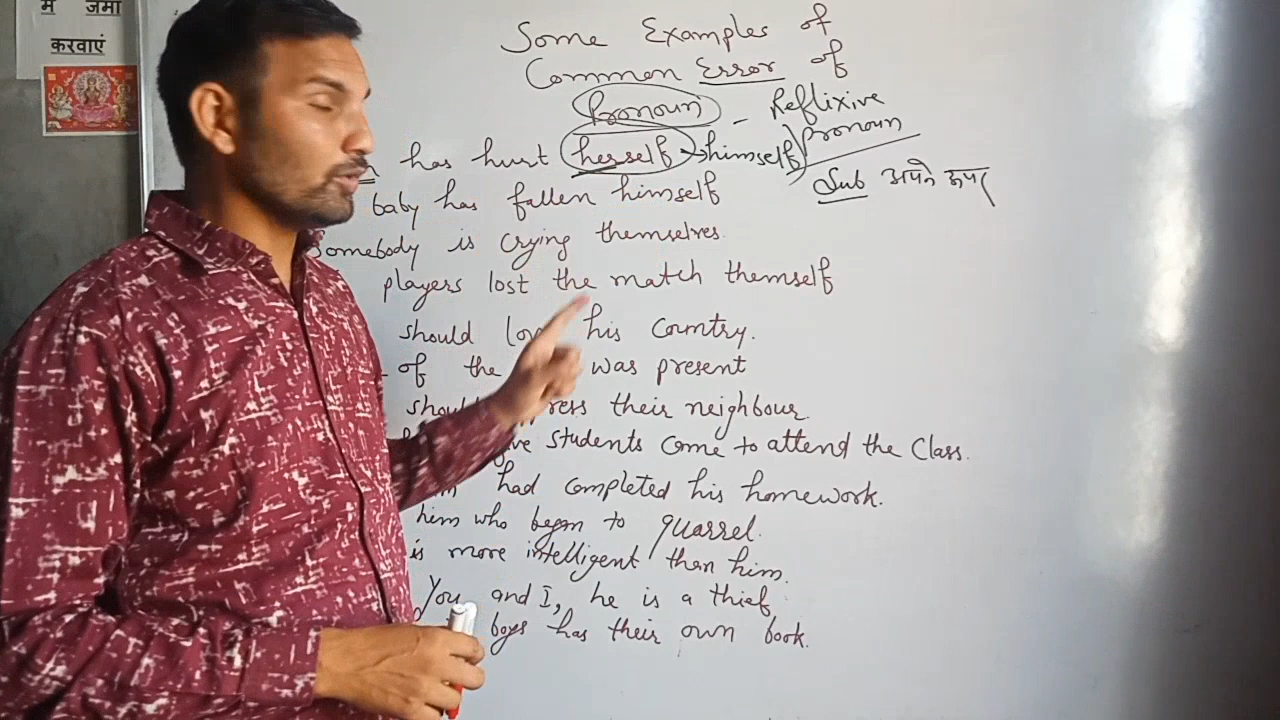 में जमा
करवाएं
Some Examples of
Common Error of
Pronoun - Reflixive
Pronoun
has hurt herself → himself
Sub अपने ऊपर
baby has fallen himself
Somebody is crying themselves.
players lost the match themself
should love his country.
of the was present
should their neighbour.
students come to attend the class.
had completed his homework.
him who began to quarrel.
is more intelligent than him.
You and I, he is a thief
boys has their own book.